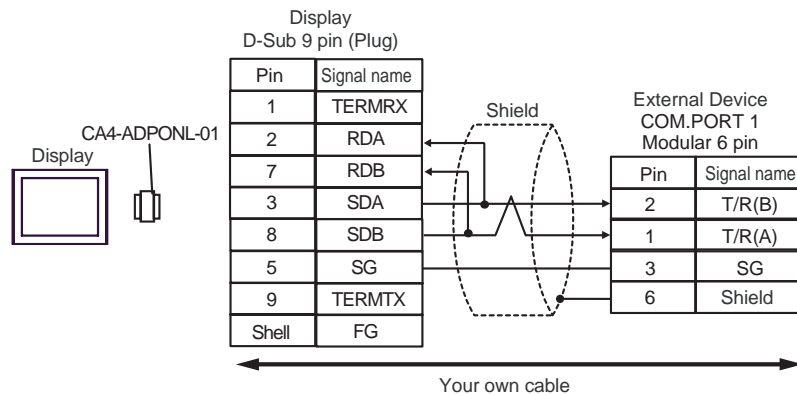 Display
D-Sub 9 pin (Plug)
Pin Signal name
1 TERMRX
2 RDA
7 RDB
3 SDA
8 SDB
5 SG
9 TERMTX
Shell FG
CA4-ADPONL-01
Display
Shield
External Device
COM.PORT 1
Modular 6 pin
Pin Signal name
2 T/R(B)
1 T/R(A)
3 SG
6 Shield
Your own cable